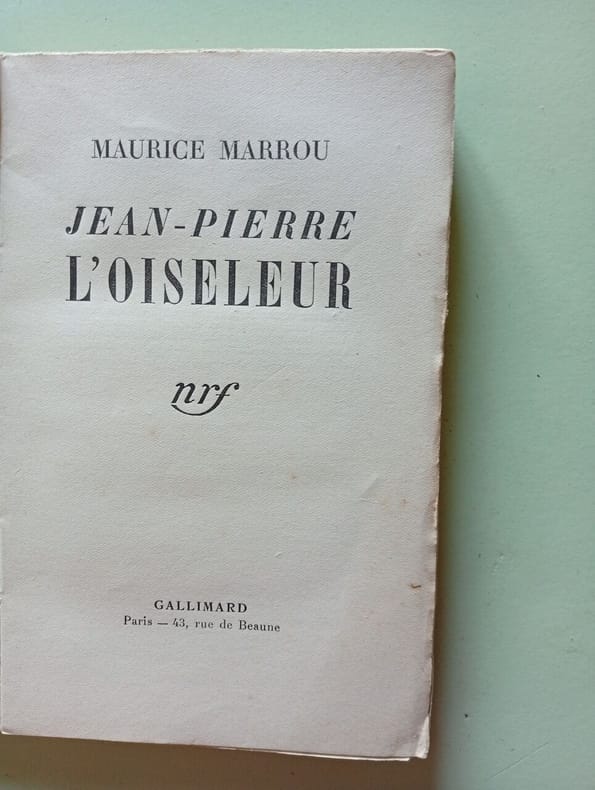 MAURICE MARROU
JEAN-PIERRE
L'OISELEUR
nrf
GALLIMARD
Paris — 43, rue de Beaune